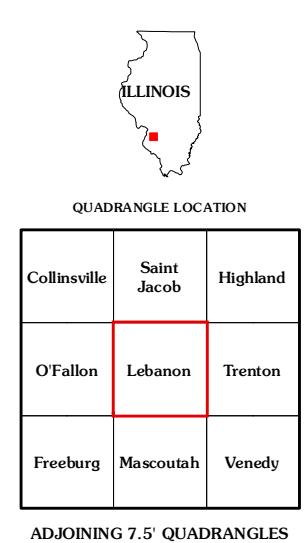 ILLINOIS
QUADRANGLE LOCATION
Collinsville
Saint
Jacob
Highland
O'Fallon
Lebanon
Trenton
Freeburg
Mascoutah
Venedy
ADJOINING 7.5' QUADRANGLES